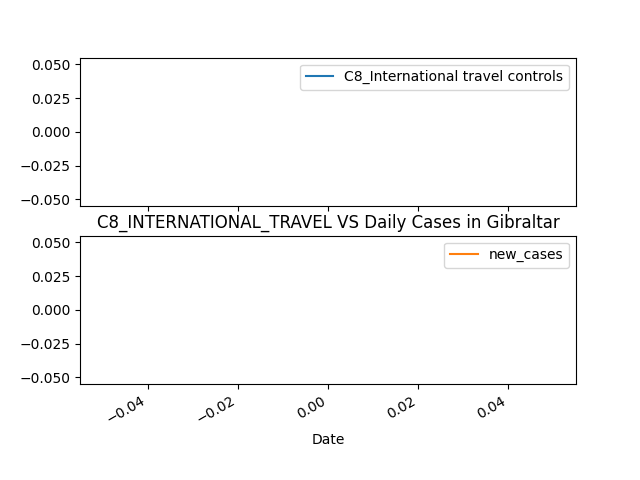 0.050
C8_International travel controls
0.025
0.000
−0.025
−0.050
C8_INTERNATIONAL_TRAVEL VS Daily Cases in Gibraltar
0.050
new_cases
0.025
0.000
−0.025
−0.050
−0.04 −0.02 0.00 0.02 0.04
Date